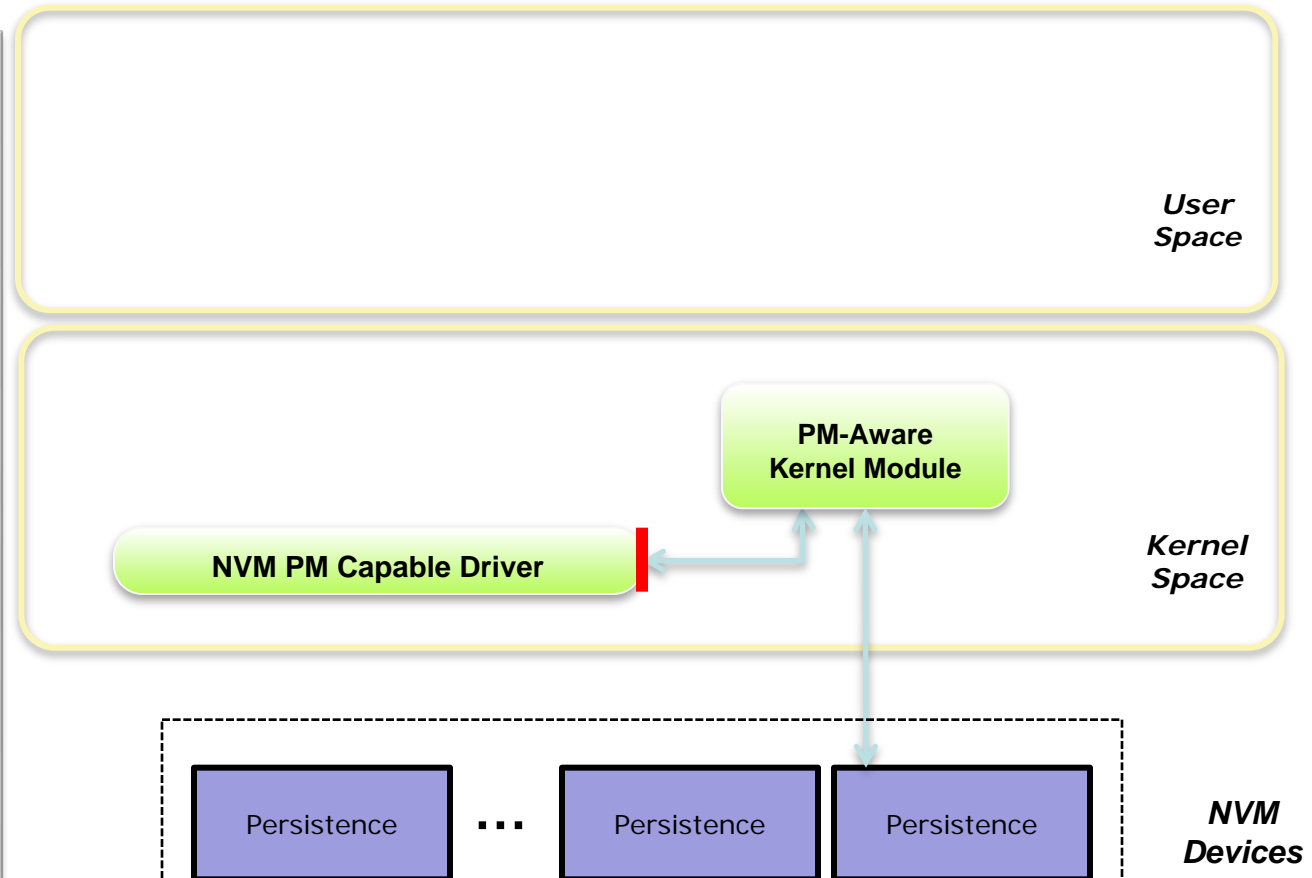 User
Space
PM-Aware
Kernel Module
NVM PM Capable Driver
Kernel
Space
Persistence
...
Persistence
Persistence
NVM
Devices